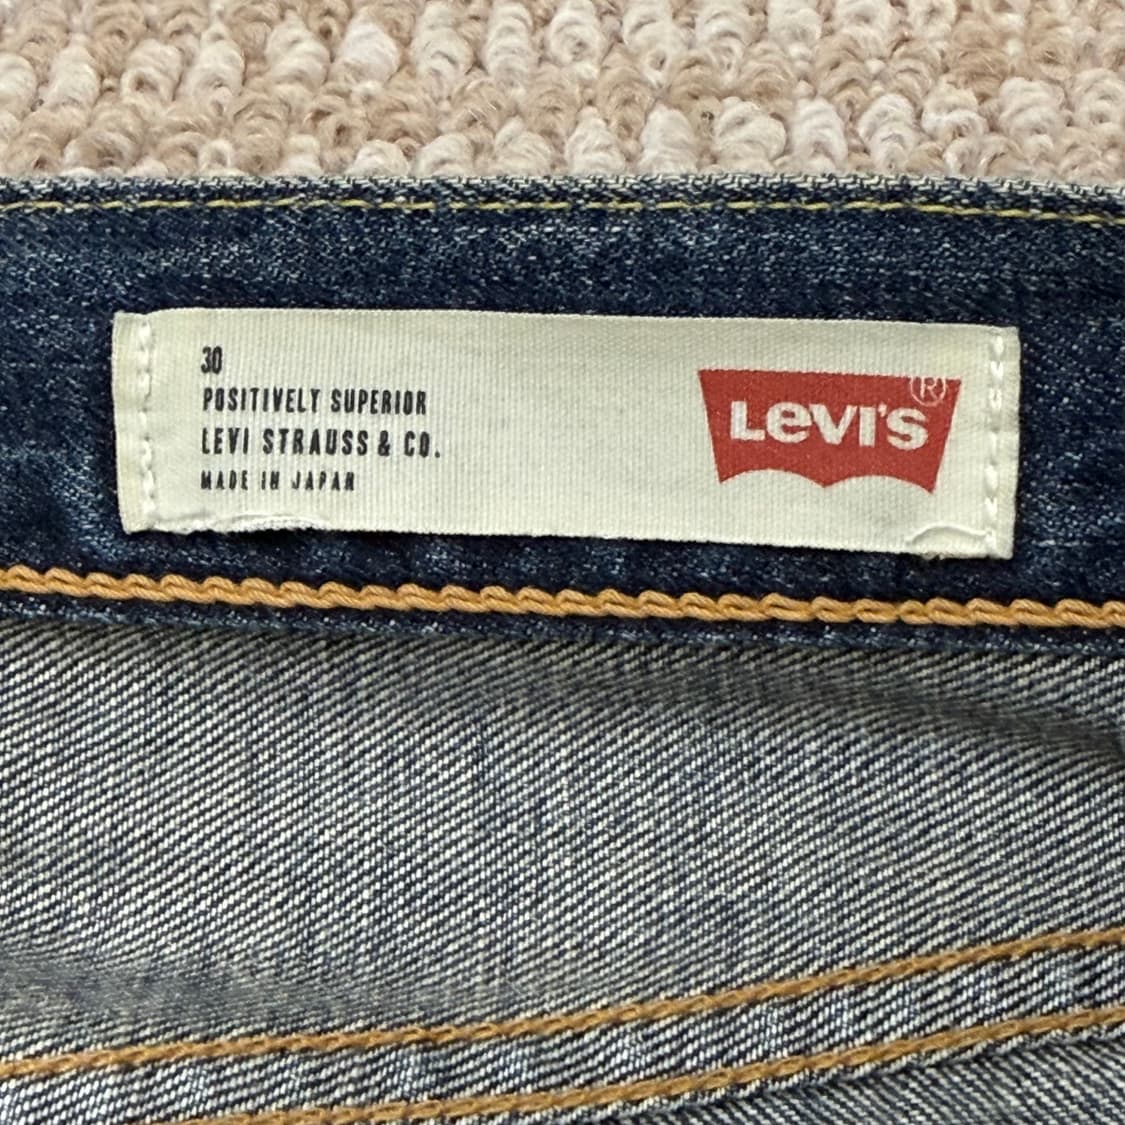 30
POSITIVELY SUPERIOR
LEVI STRAUSS & CO.
MADE IN JAPAN
LEVI'S®